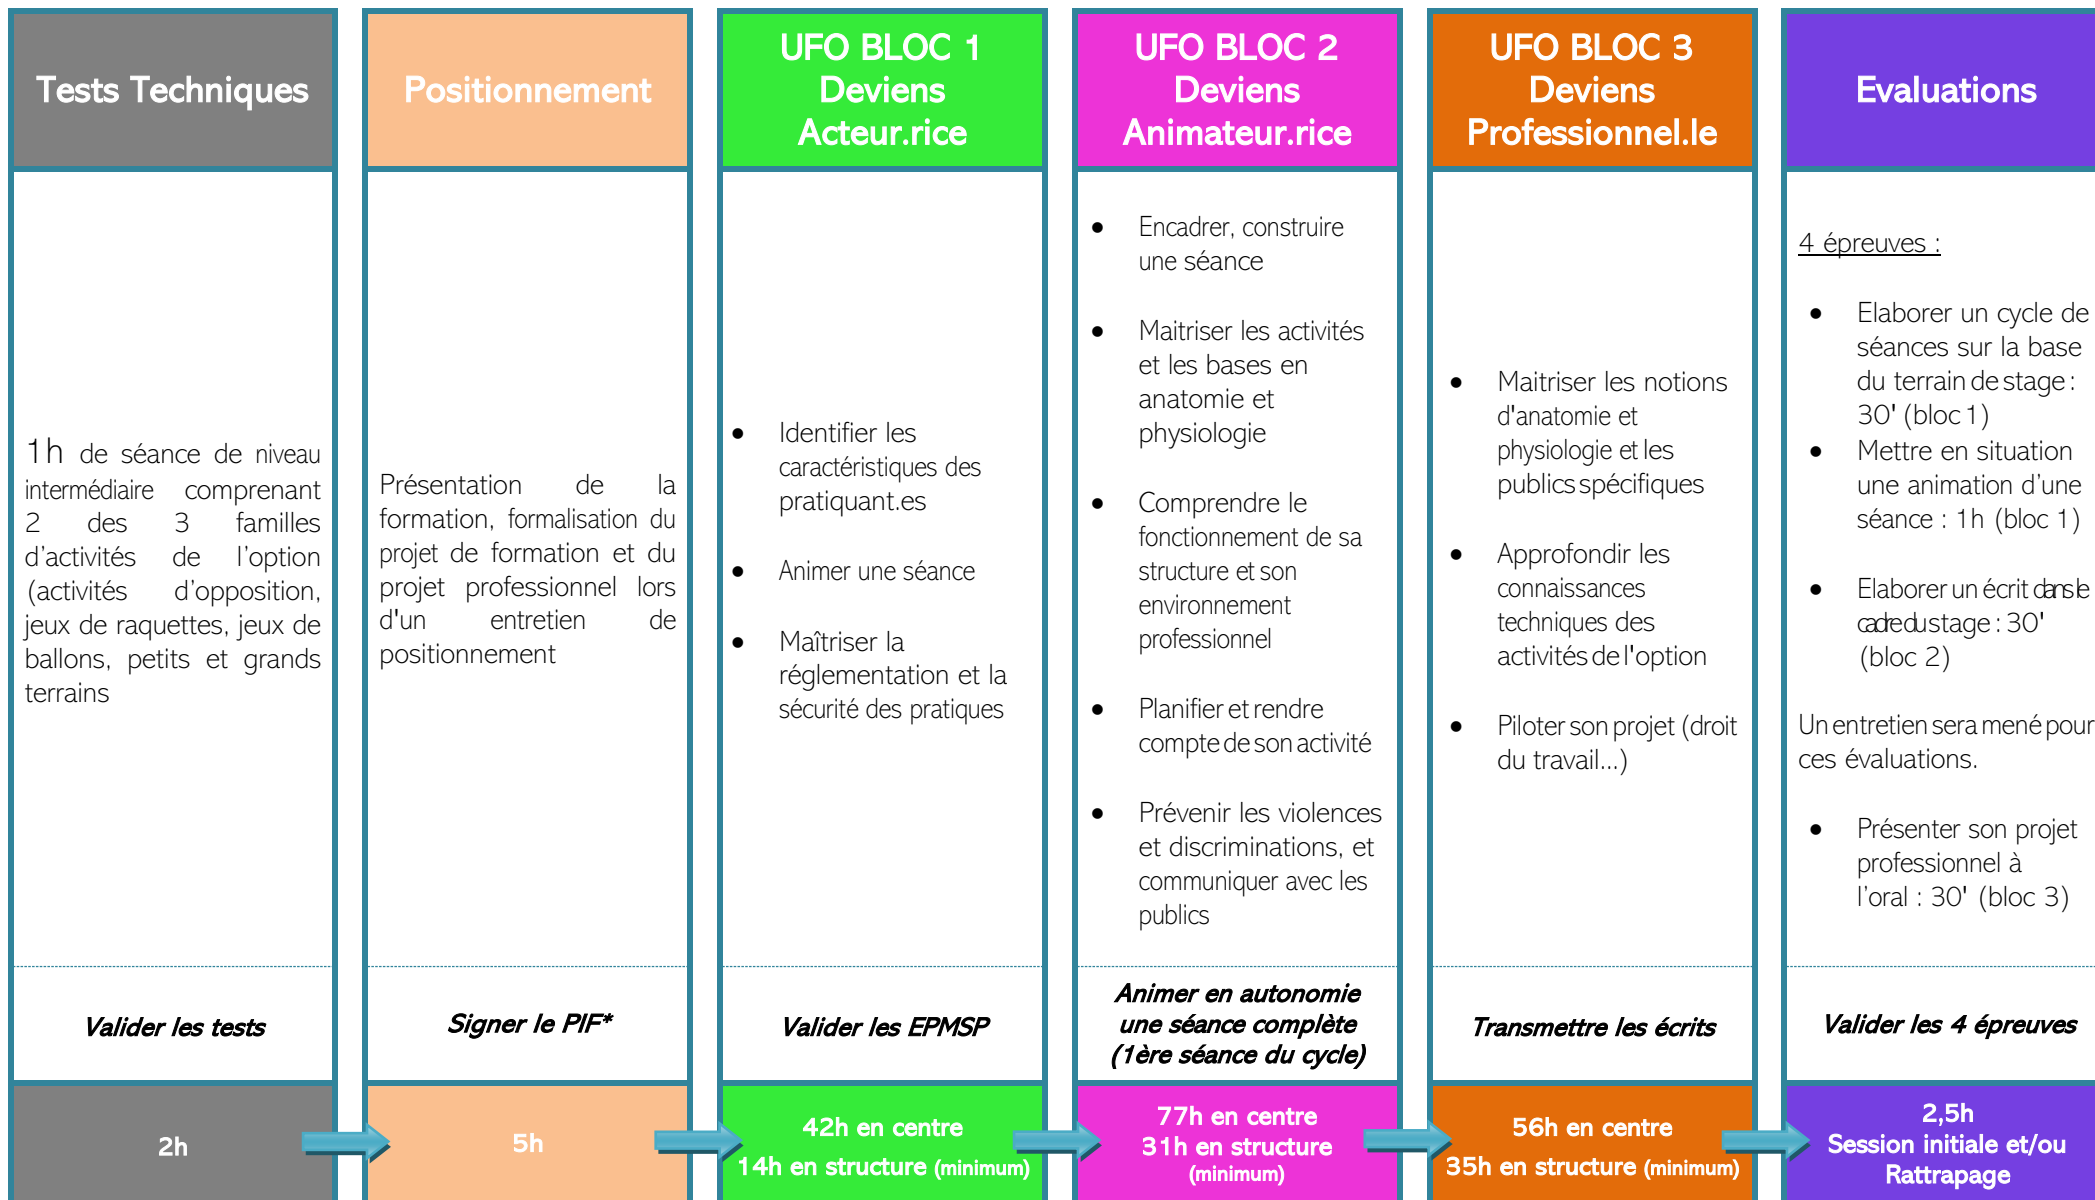 Tests Techniques
1h de séance de niveau
intermédiaire comprenant
2 des 3 familles
d'activités de l'option
(activités d'opposition,
jeux de raquettes, jeux de
ballons, petits et grands
terrains
Valider les tests
2h
Positionnement
Présentation de la
formation, formalisation du
projet de formation et du
projet professionnel lors
d'un entretien de
positionnement
Signer le PIF*
5h
UFO BLOC 1
Deviens
Acteur.rice
• Identifier les
caractéristiques des
pratiquant.es
• Animer une séance
• Maîtriser la
réglementation et la
sécurité des pratiques
Valider les EPMSP
42h en centre
14h en structure (minimum)
UFO BLOC 2
Deviens
Animateur.rice
• Encadrer, construire
une séance
• Maitriser les activités
et les bases en
anatomie et
physiologie
• Comprendre le
fonctionnement de sa
structure et son
environnement
professionnel
• Planifier et rendre
compte de son activité
• Prévenir les violences
et discriminations, et
communiquer avec les
publics
Animer en autonomie
une séance complète
(1ère séance du cycle)
77h en centre
31h en structure
(minimum)
UFO BLOC 3
Deviens
Professionnel.le
• Maitriser les notions
d'anatomie et
physiologie et les
publics spécifiques
• Approfondir les
connaissances
techniques des
activités de l'option
• Piloter son projet (droit
du travail...)
Transmettre les écrits
56h en centre
35h en structure (minimum)
Evaluations
4 épreuves :
• Elaborer un cycle de
séances sur la base
du terrain de stage :
30' (bloc 1)
• Mettre en situation
une animation d'une
séance : 1h (bloc 1)
• Elaborer un écrit dans le
cadre du stage : 30'
(bloc 2)
Un entretien sera mené pour
ces évaluations.
• Présenter son projet
professionnel à
l'oral : 30' (bloc 3)
Valider les 4 épreuves
2,5h
Session initiale et/ou
Rattrapage